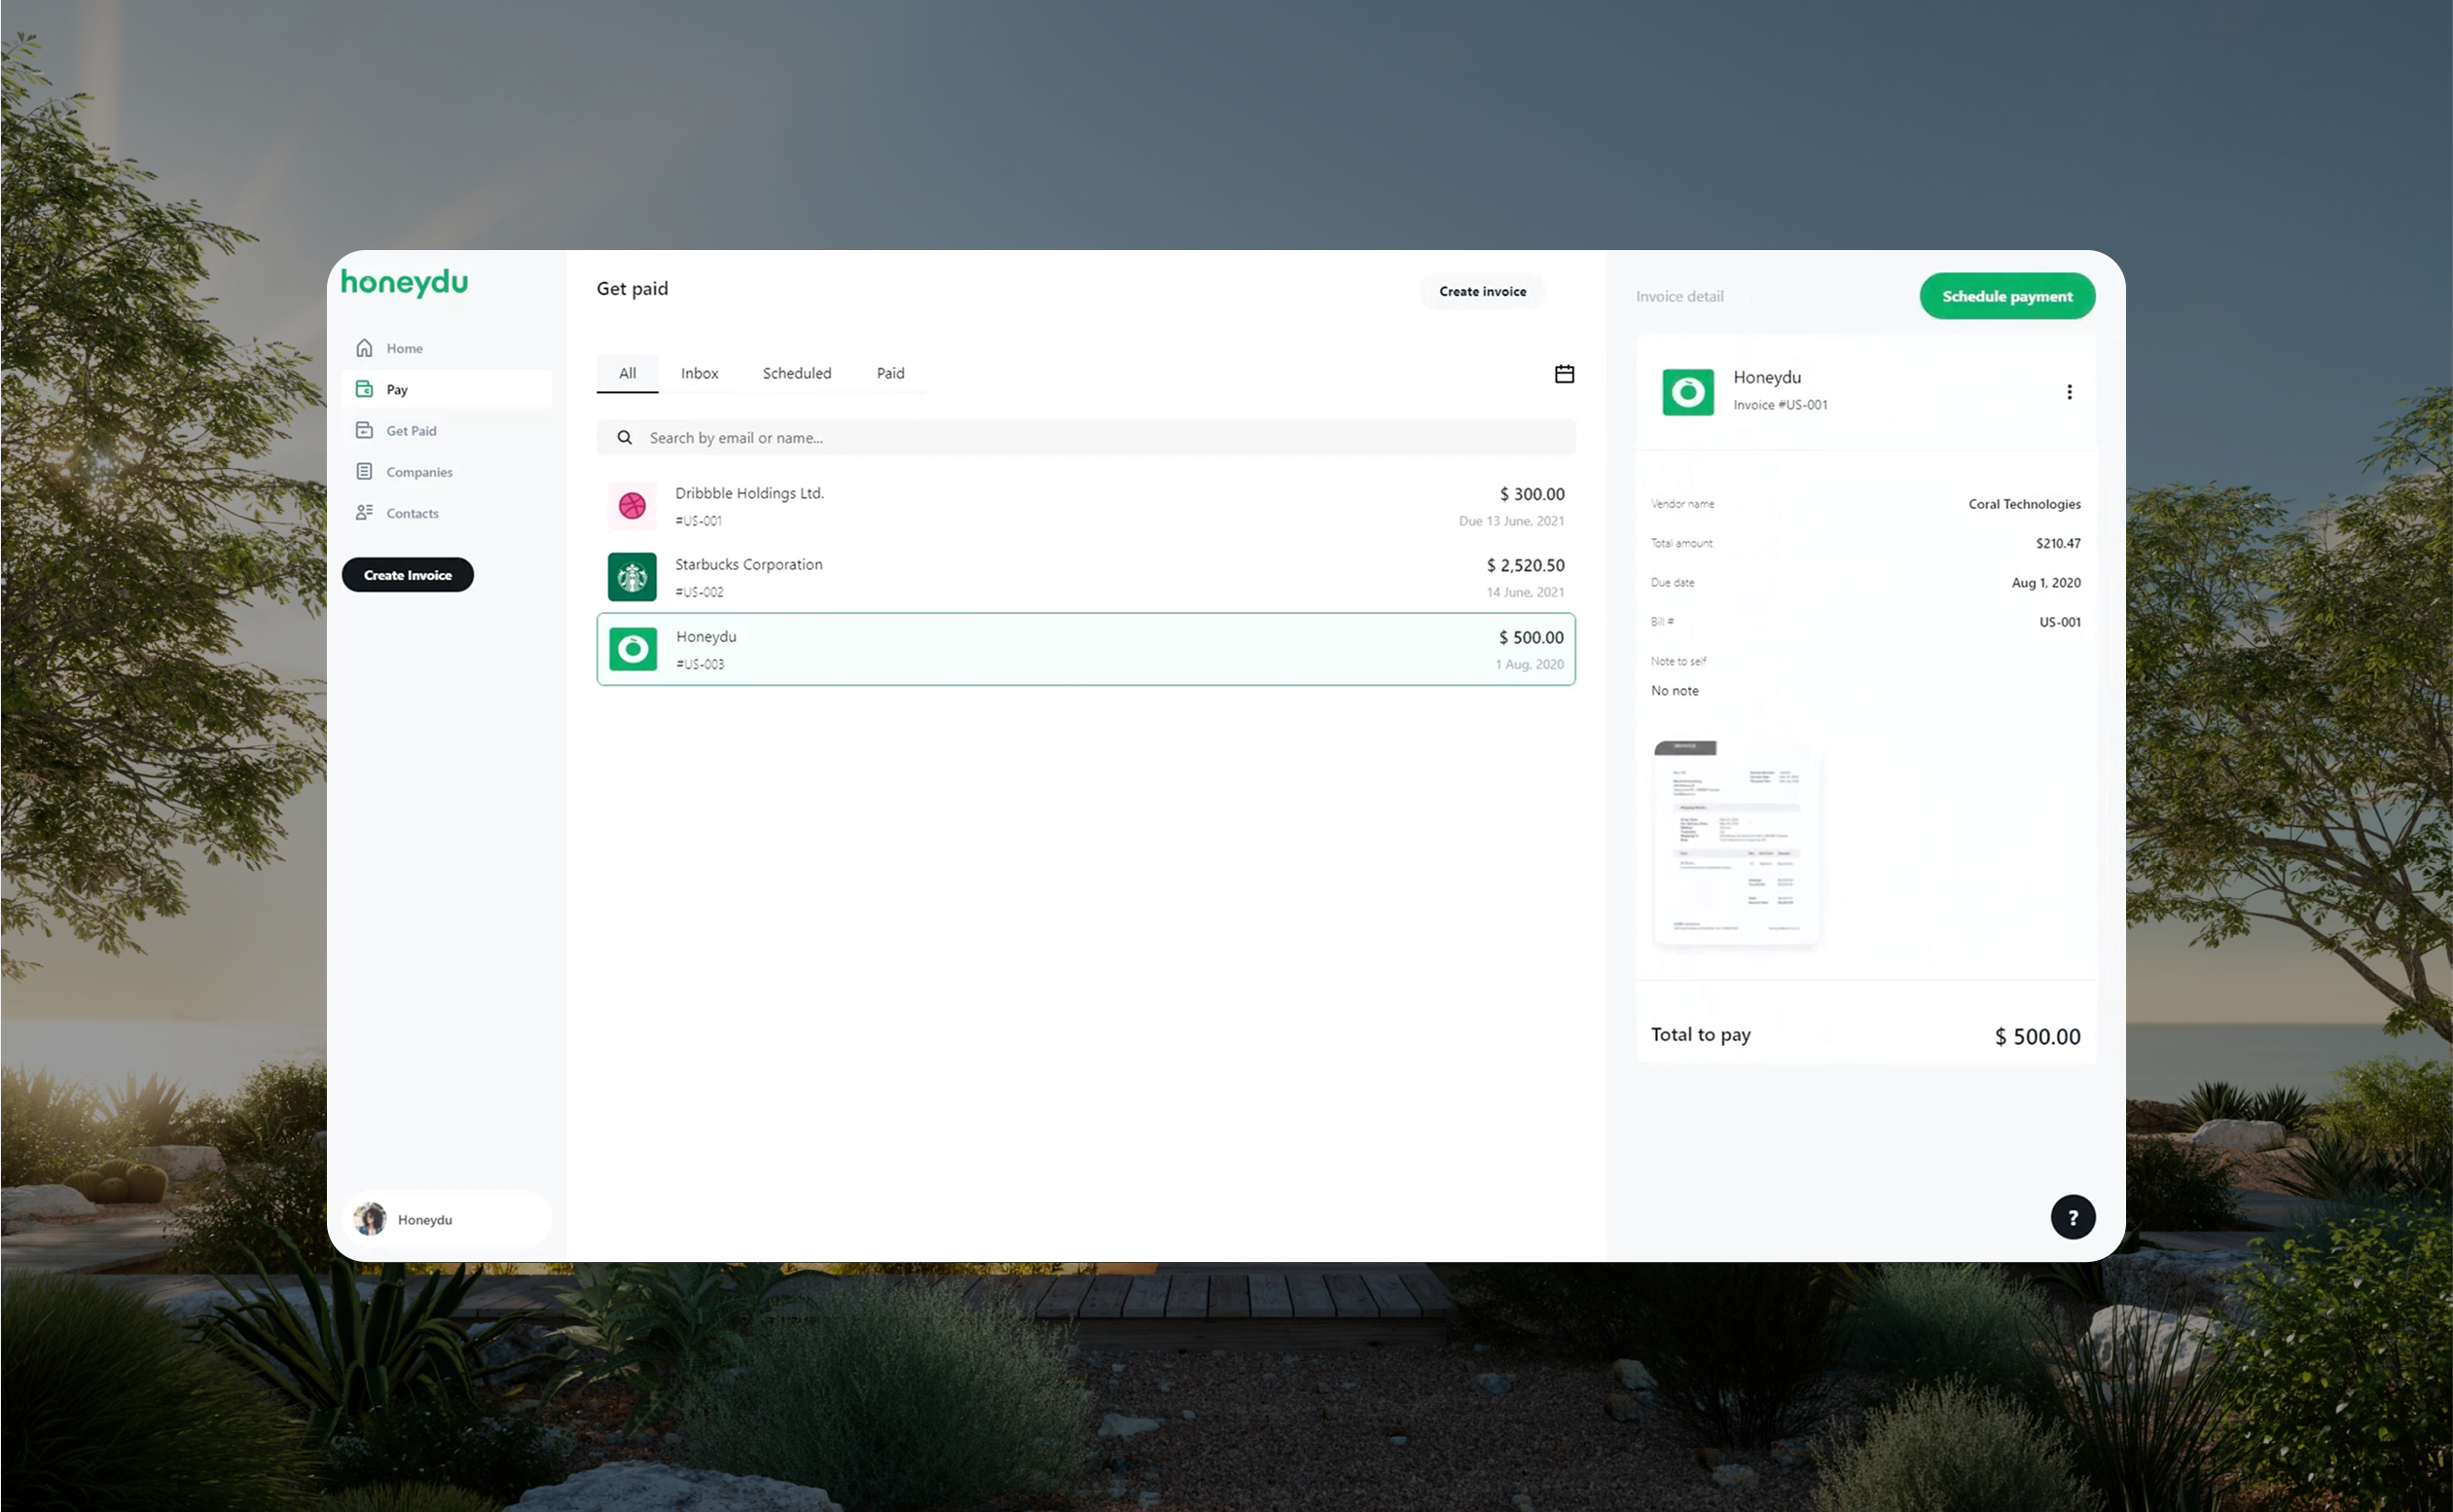 honeydu
Home
Pay
Get Paid
Companies
Contacts
Create Invoice
Honeydu
Get paid
Create invoice
All
Inbox
Scheduled
Paid
Search by email or name...
Dribbble Holdings Ltd.
$ 300.00
#US-001
Due 13 June, 2021
Starbucks Corporation
$ 2,520.50
#US-002
14 June, 2021
Honeydu
$ 500.00
#US-003
1 Aug, 2020
Invoice detail
Schedule payment
Honeydu
Invoice #US-001
Vendor name
Coral Technologies
Total amount
$210.47
Due date
Aug 1, 2020
Bill #
US-001
Note to self
No note
INVOICE
Total to pay
$ 500.00
?